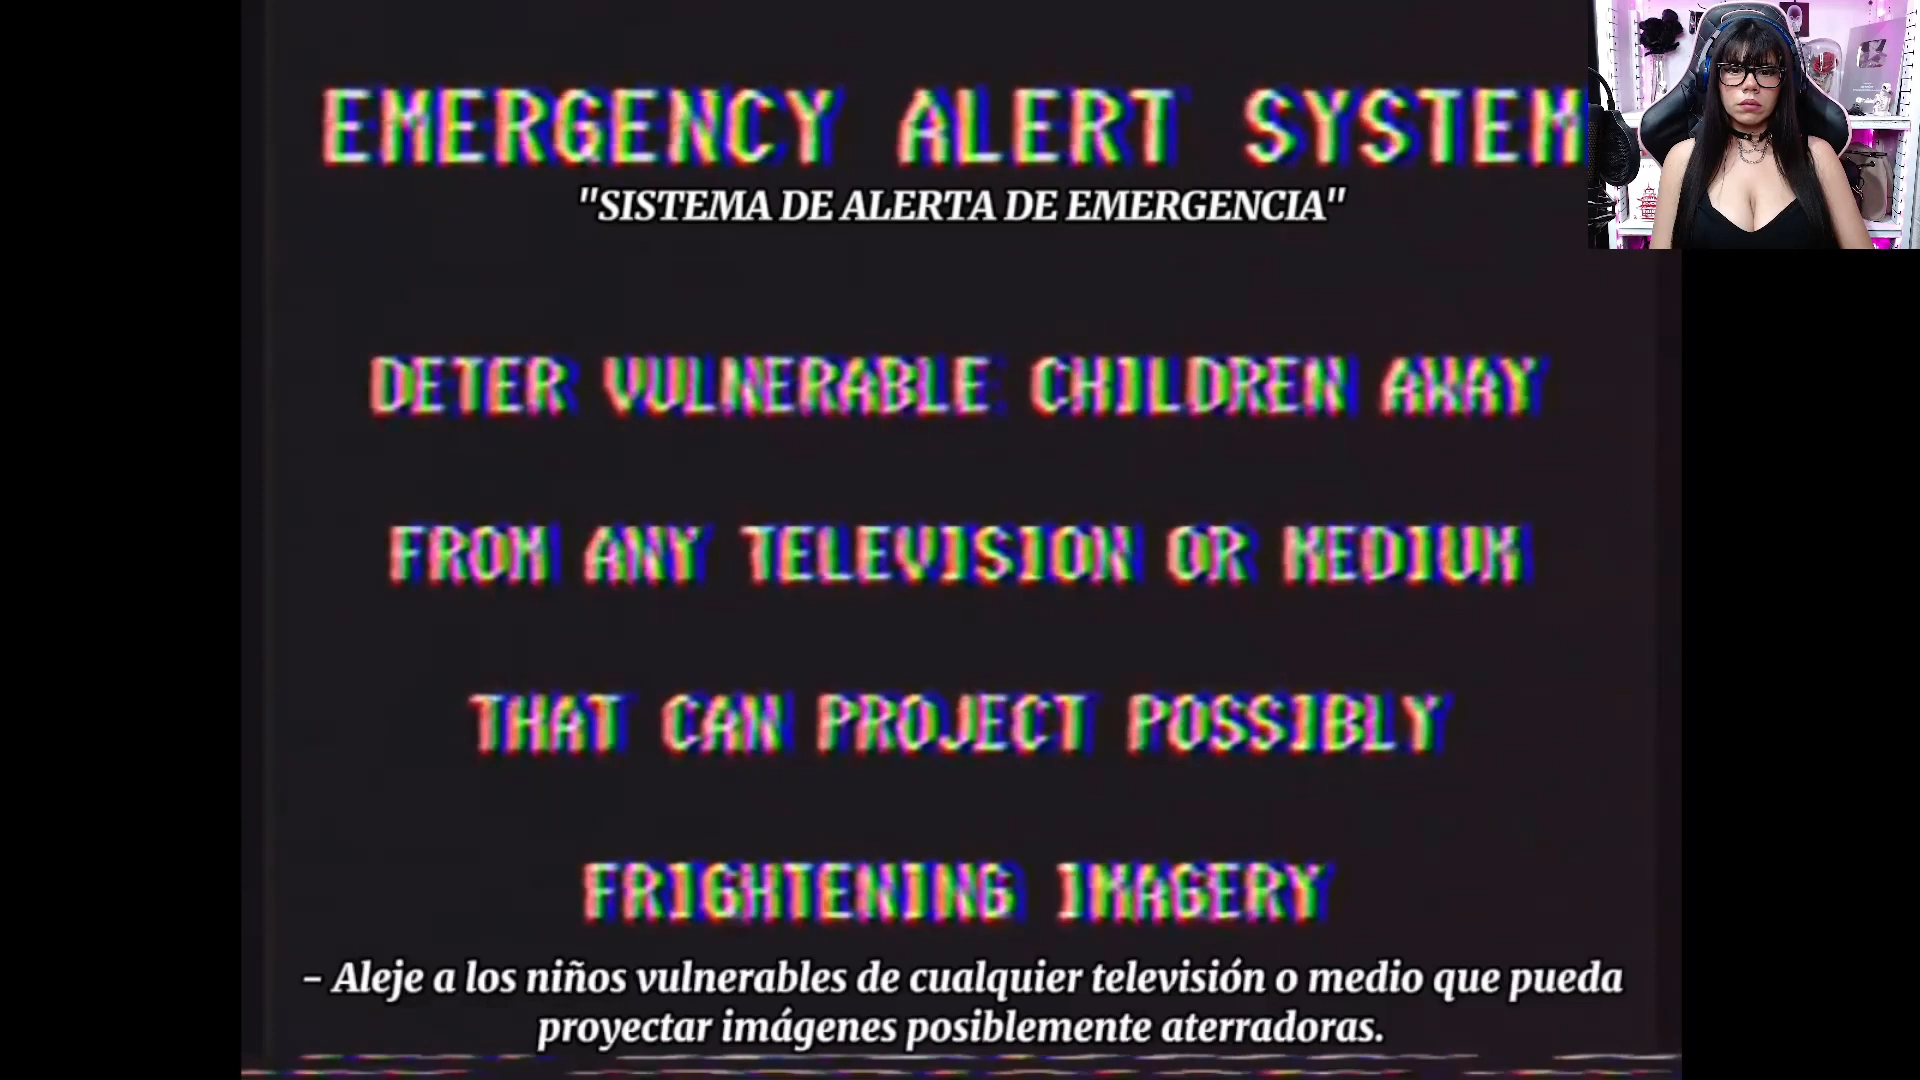 EMERGENCY ALERT SYSTEM
"SISTEMA DE ALERTA DE EMERGENCIA"
DETER VULNERABLE CHILDREN AWAY
FROM ANY TELEVISION OR MEDIUM
THAT CAN PROJECT POSSIBLY
FRIGHTENING IMAGERY
- Aleje a los niños vulnerables de cualquier televisión o medio que pueda
proyectar imágenes posiblemente aterradoras.